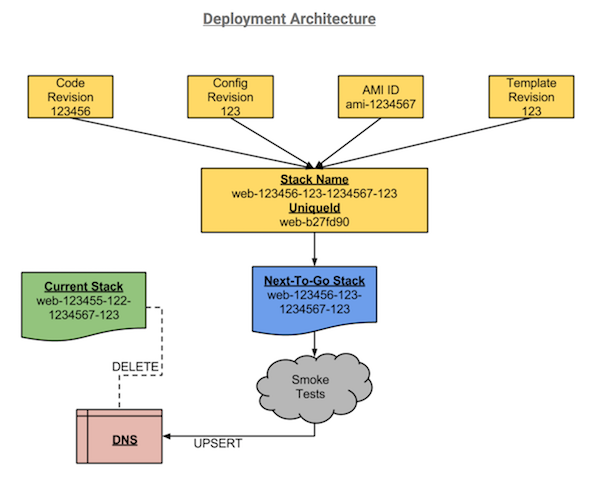 Deployment Architecture
Code
Revision
123456
Config
Revision
123
AMI ID
ami-1234567
Template
Revision
123
Stack Name
web-123456-123-1234567-123
UniqueId
web-b27fd90
Current Stack
web-123455-122-
1234567-123
Next-To-Go Stack
web-123456-123-
1234567-123
DELETE
Smoke
Tests
DNS
UPSERT